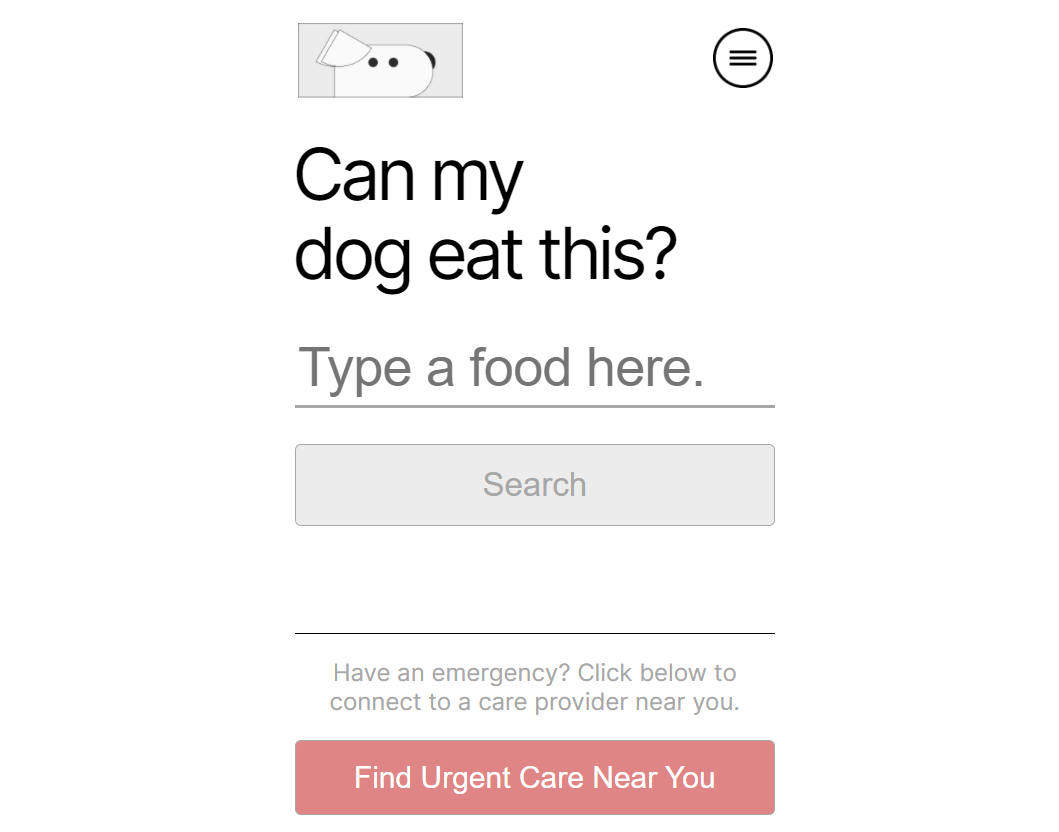 Can my
dog eat this?
Type a food here.
Search
Have an emergency? Click below to
connect to a care provider near you.
Find Urgent Care Near You